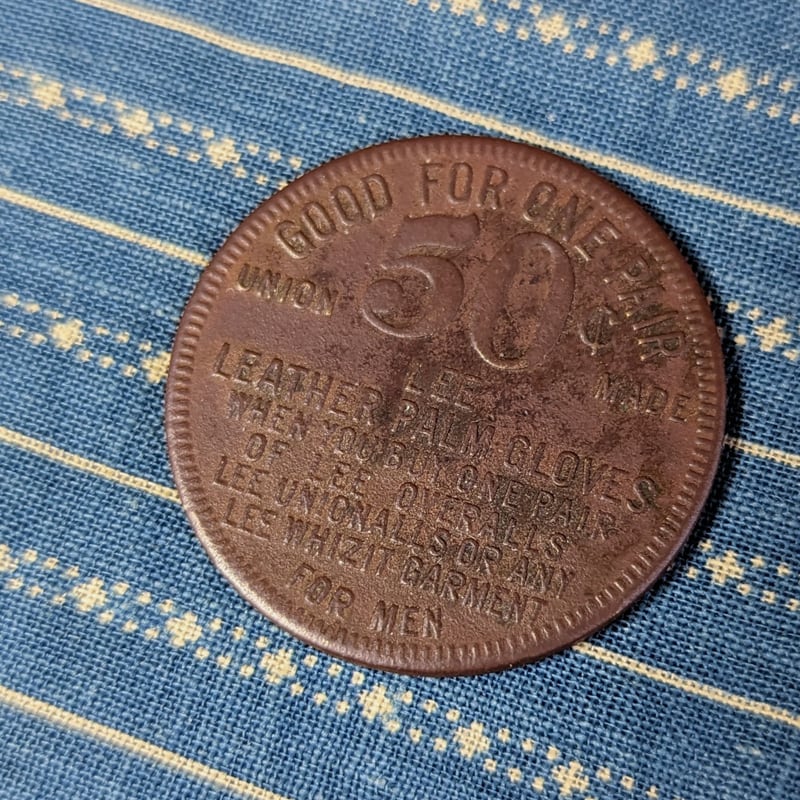 GOOD FOR ONE PAIR
50¢
UNION MADE
LEE
LEATHER PALM GLOVES
WHEN YOU BUY ONE PAIR
OF LEE OVERALLS
LEE UNIONALLS OR ANY
LEE WHIZIT GARMENT
FOR MEN